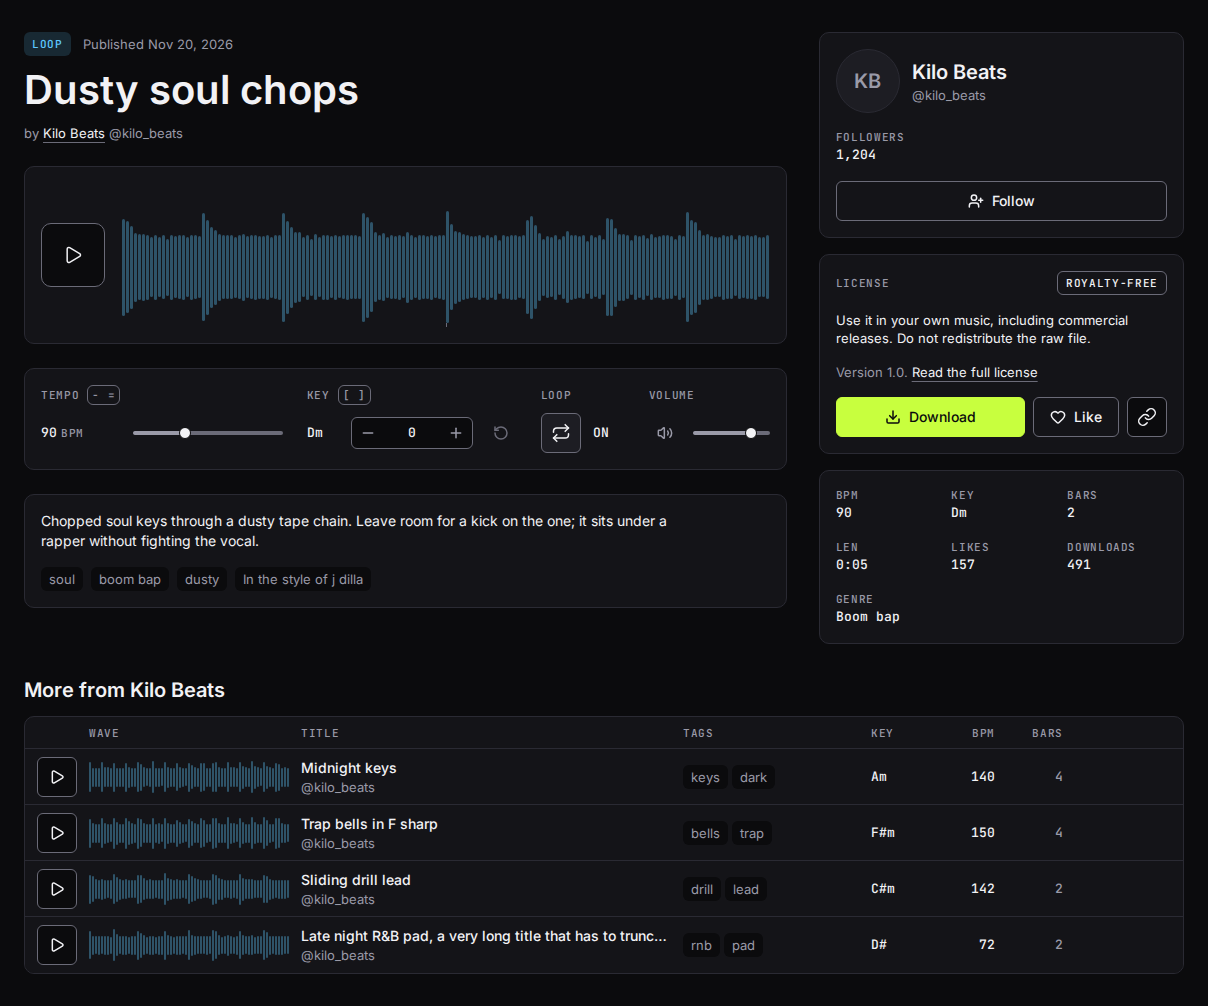 LOOP Published Nov 20, 2026
Dusty soul chops
by Kilo Beats @kilo_beats
TEMPO - =
90 BPM
KEY [ ]
Dm − 0 +
LOOP
ON
VOLUME
Chopped soul keys through a dusty tape chain. Leave room for a kick on the one; it sits under a
rapper without fighting the vocal.
soul boom bap dusty In the style of j dilla
KB
Kilo Beats
@kilo_beats
FOLLOWERS
1,204
Follow
LICENSE ROYALTY-FREE
Use it in your own music, including commercial
releases. Do not redistribute the raw file.
Version 1.0. Read the full license
Download Like
BPM KEY BARS
90 Dm 2
LEN LIKES DOWNLOADS
0:05 157 491
GENRE
Boom bap
More from Kilo Beats
WAVE TITLE TAGS KEY BPM BARS
Midnight keys
@kilo_beats
keys dark Am 140 4
Trap bells in F sharp
@kilo_beats
bells trap F#m 150 4
Sliding drill lead
@kilo_beats
drill lead C#m 142 2
Late night R&B pad, a very long title that has to trunc...
@kilo_beats
rnb pad D# 72 2